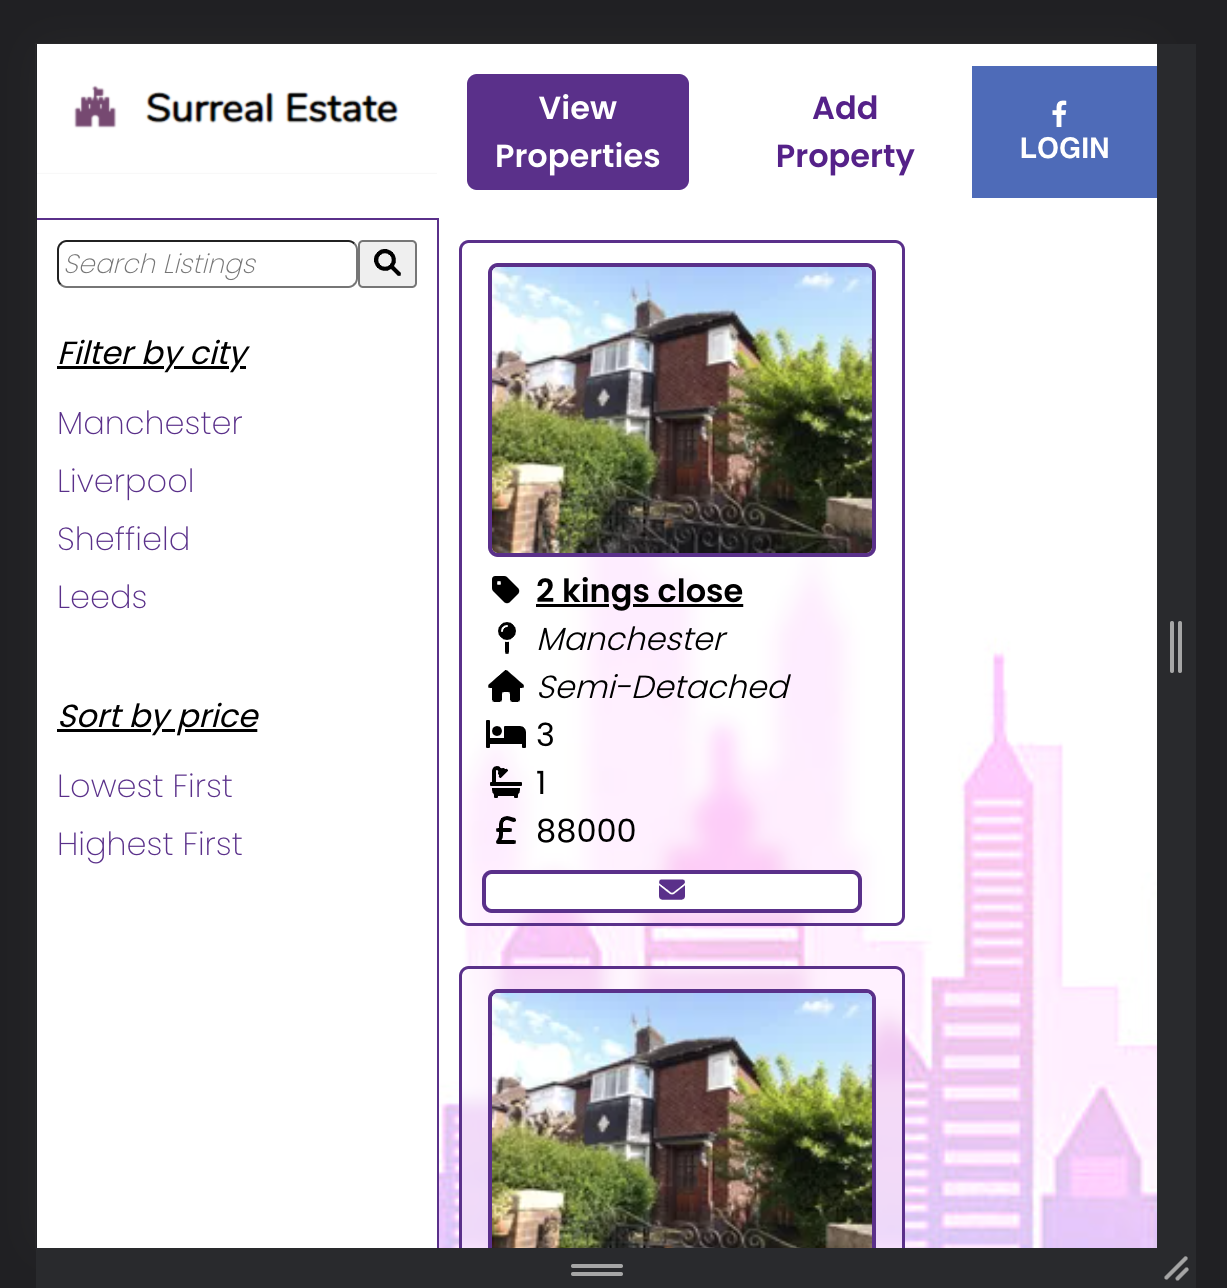 Surreal Estate
View
Properties
Add
Property
f
LOGIN
Search Listings
Filter by city
Manchester
Liverpool
Sheffield
Leeds
Sort by price
Lowest First
Highest First
2 kings close
Manchester
Semi-Detached
3
1
£ 88000